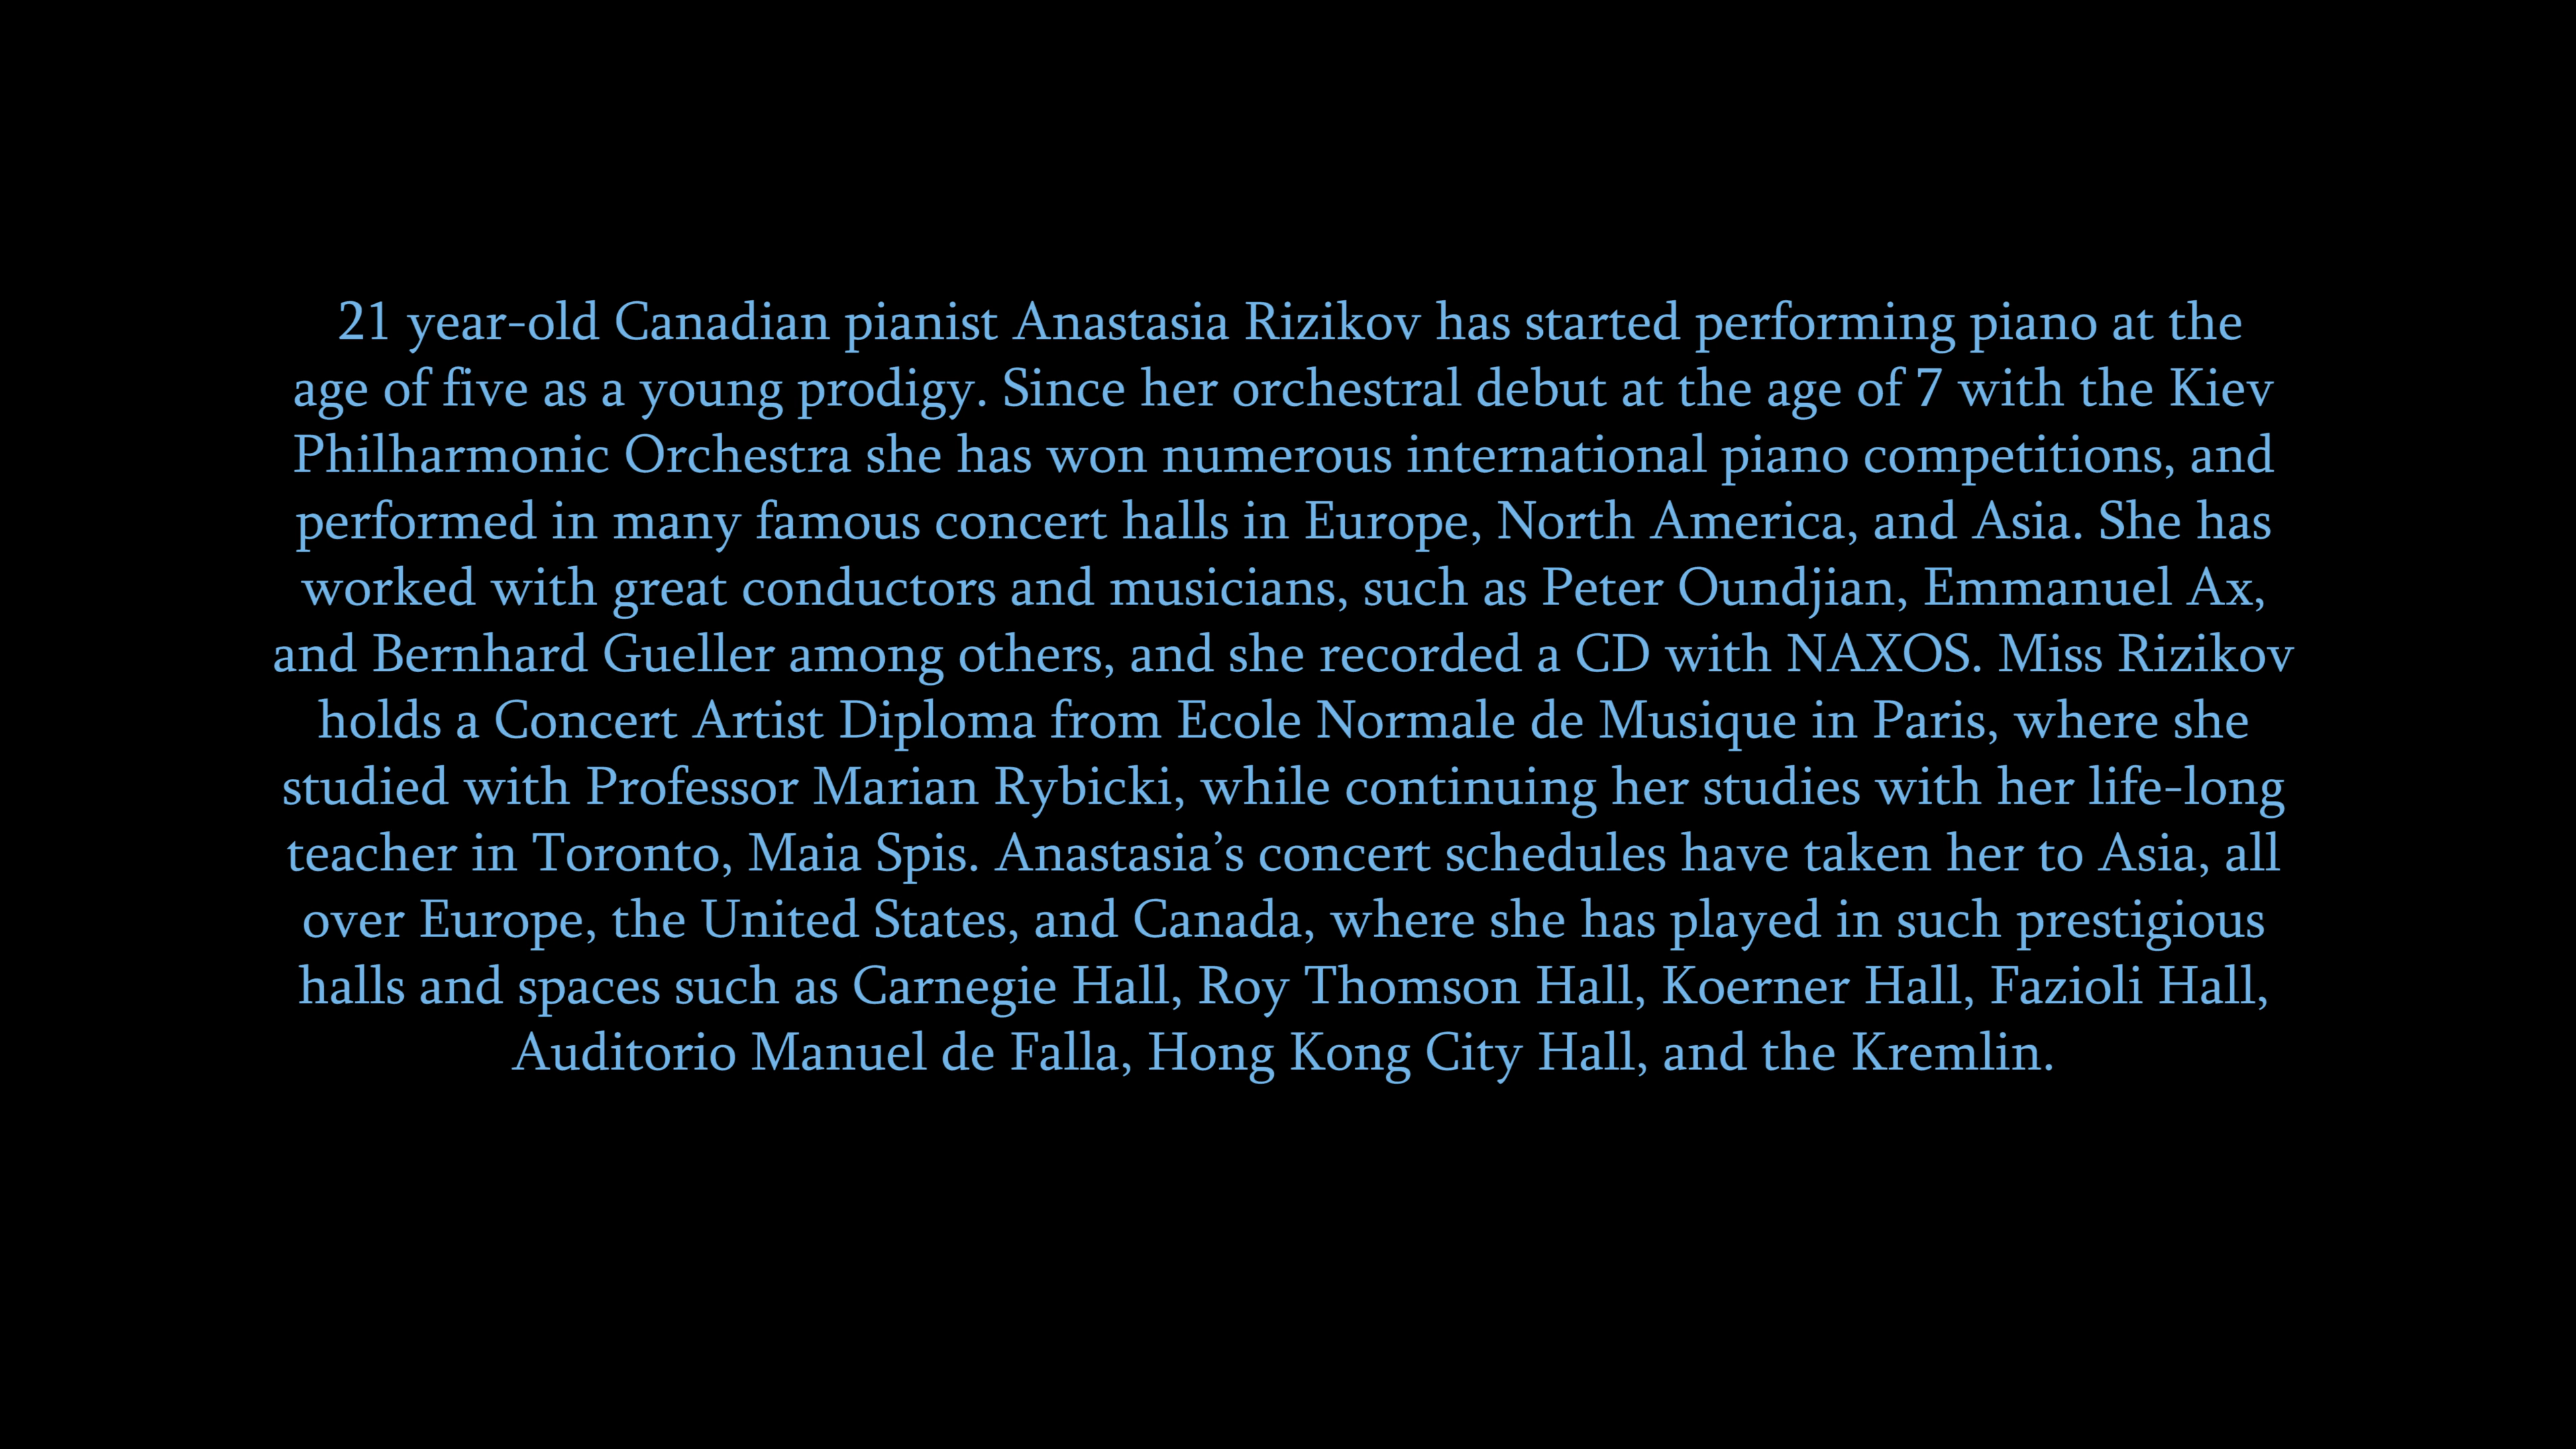 21 year-old Canadian pianist Anastasia Rizikov has started performing piano at the
age of five as a young prodigy. Since her orchestral debut at the age of 7 with the Kiev
Philharmonic Orchestra she has won numerous international piano competitions, and
performed in many famous concert halls in Europe, North America, and Asia. She has
worked with great conductors and musicians, such as Peter Oundjian, Emmanuel Ax,
and Bernhard Gueller among others, and she recorded a CD with NAXOS. Miss Rizikov
holds a Concert Artist Diploma from Ecole Normale de Musique in Paris, where she
studied with Professor Marian Rybicki, while continuing her studies with her life-long
teacher in Toronto, Maia Spis. Anastasia’s concert schedules have taken her to Asia, all
over Europe, the United States, and Canada, where she has played in such prestigious
halls and spaces such as Carnegie Hall, Roy Thomson Hall, Koerner Hall, Fazioli Hall,
Auditorio Manuel de Falla, Hong Kong City Hall, and the Kremlin.